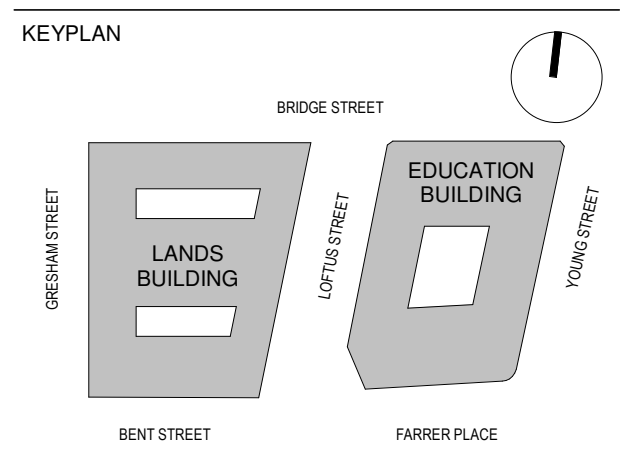 KEYPLAN
BRIDGE STREET
GRESHAM STREET
LANDS
BUILDING
LOFTUS STREET
EDUCATION
BUILDING
YOUNG STREET
BENT STREET
FARRER PLACE